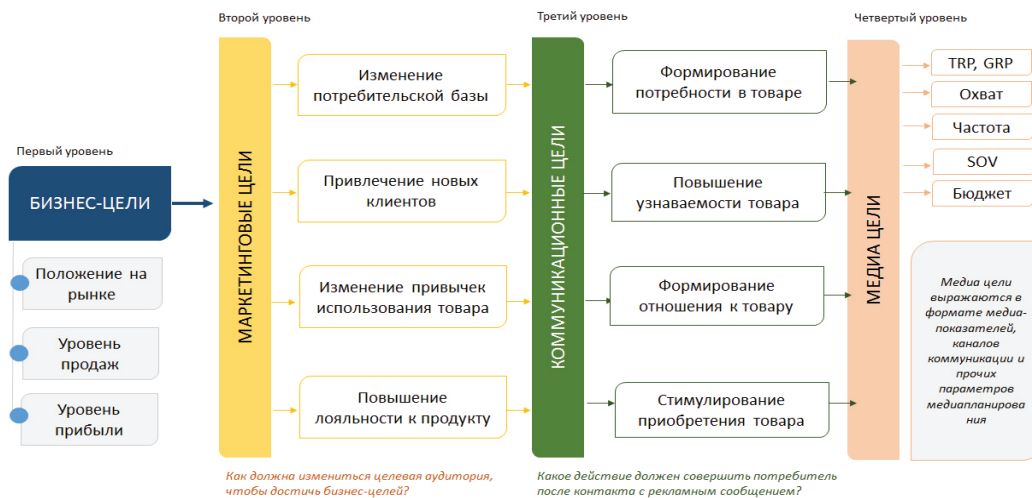 Первый уровень
БИЗНЕС-ЦЕЛИ
Положение на
рынке
Уровень
продаж
Уровень
прибыли
Второй уровень
МАРКЕТИНГОВЫЕ ЦЕЛИ
Изменение
потребительской базы
Привлечение новых
клиентов
Изменение привычек
использования товара
Повышение
лояльности к продукту
Как должна измениться целевая аудитория,
чтобы достичь бизнес-целей?
Третий уровень
КОММУНИКАЦИОННЫЕ ЦЕЛИ
Формирование
потребности в товаре
Повышение
узнаваемости товара
Формирование
отношения к товару
Стимулирование
приобретения товара
Какое действие должен совершить потребитель
после контакта с рекламным сообщением?
Четвертый уровень
МЕДИА ЦЕЛИ
TRP, GRP
Охват
Частота
SOV
Бюджет
Медиа цели
выражаются в
формате медиа-
показателей,
каналов
коммуникации и
прочих
параметров
медиапланирова
ния